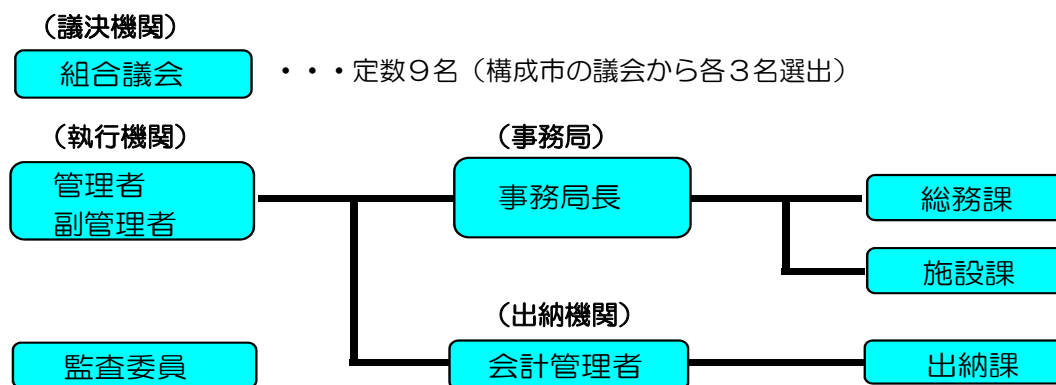 （議決機関）
組合議会
・・・定数９名（構成市の議会から各３名選出）
（執行機関）
（事務局）
管理者
副管理者
事務局長
総務課
施設課
（出納機関）
監査委員
会計管理者
出納課